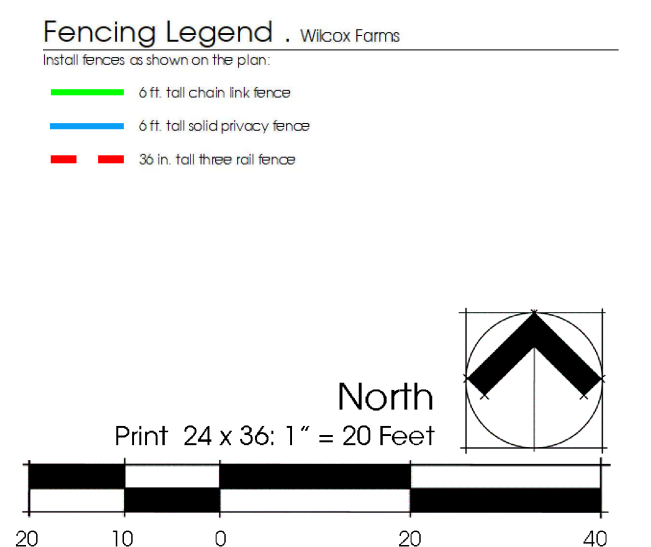 Fencing Legend . Wilcox Farms
Install fences as shown on the plan:
6 ft. tall chain link fence
6 ft. tall solid privacy fence
36 in. tall three rail fence
North
Print 24 x 36: 1" = 20 Feet
20 10 0 20 40